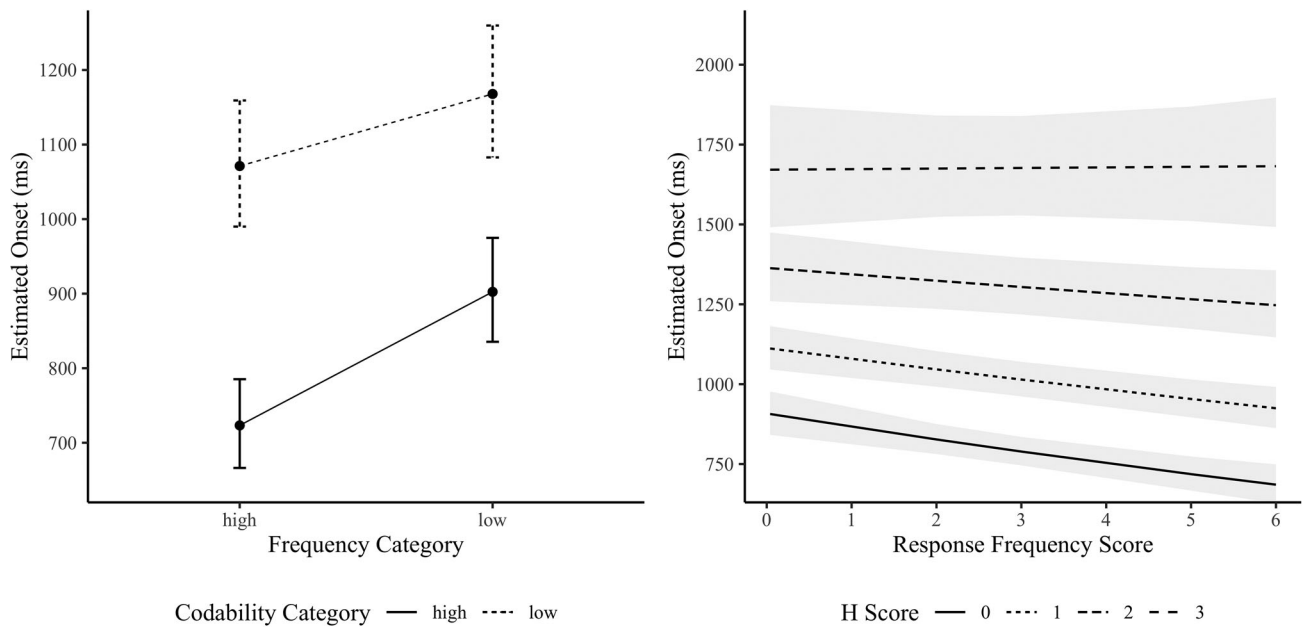 Estimated Onset (ms)
1200
1100
1000
900
800
700
high
low
Frequency Category
Codability Category
high
low
Estimated Onset (ms)
2000
1750
1500
1250
1000
750
0
1
2
3
4
5
6
Response Frequency Score
H Score
0
1
2
3